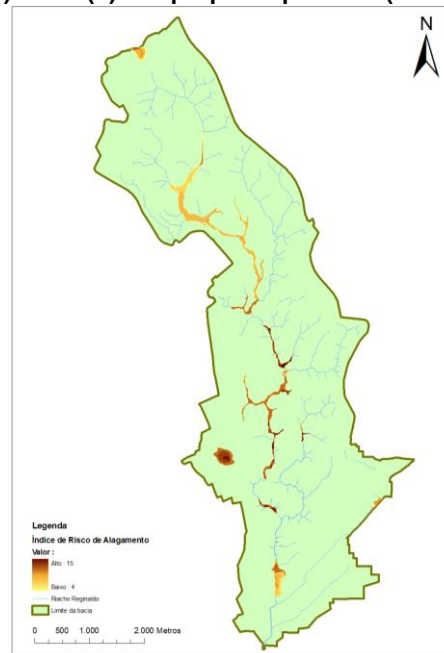 N
Legenda
Índice de Risco de Alagamento
Valor :
Alto : 15
Baixo : 4
Riacho Reginaldo
Limite da bacia
0 500 1.000 2.000 Metros